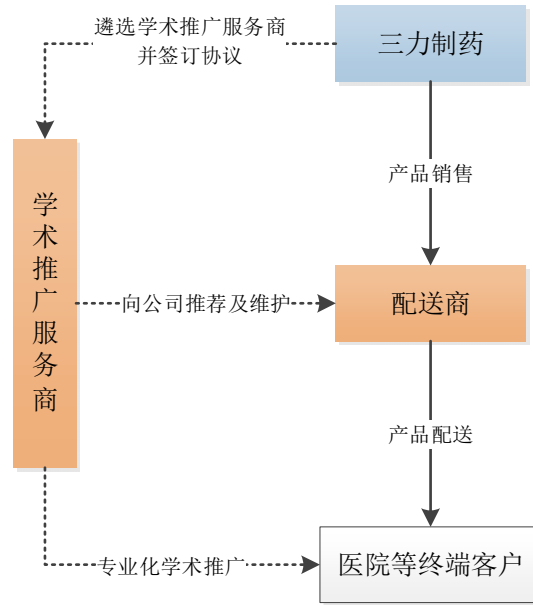 遴选学术推广服务商
并签订协议
三力制药
产品销售
学术推广服务商
向公司推荐及维护
配送商
产品配送
专业化学术推广
医院等终端客户